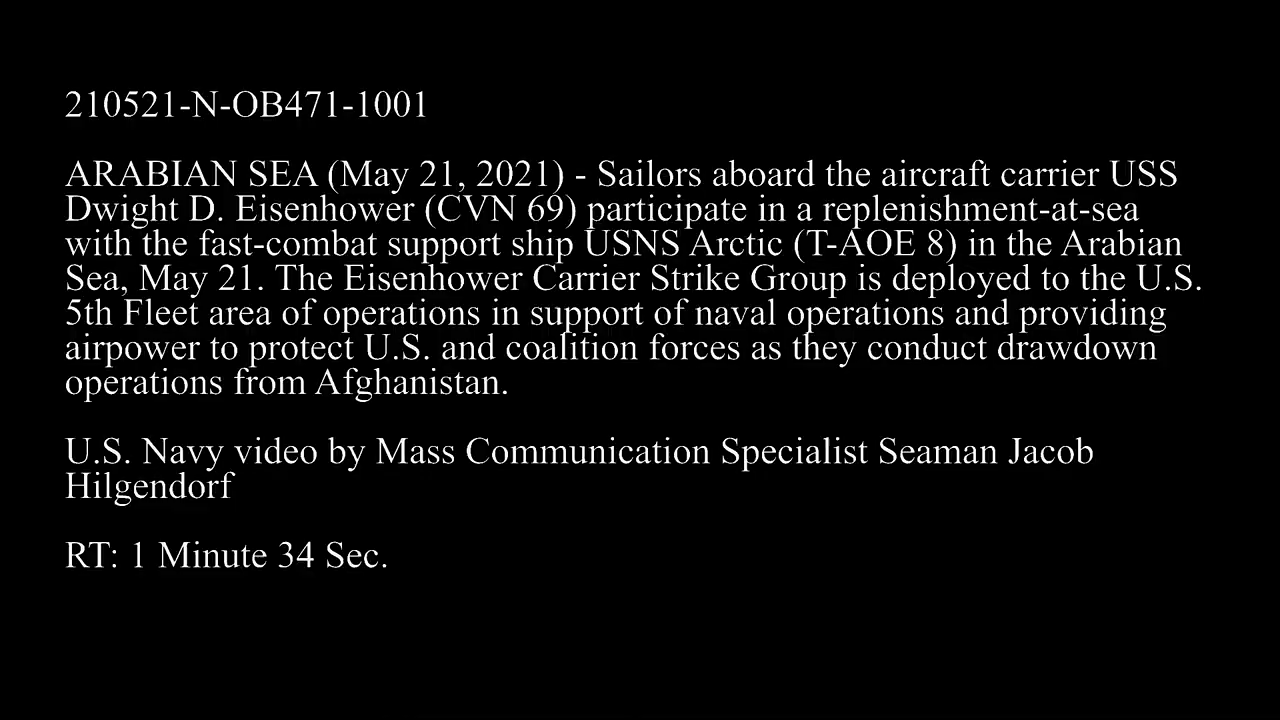 210521-N-OB471-1001
ARABIAN SEA (May 21, 2021) - Sailors aboard the aircraft carrier USS
Dwight D. Eisenhower (CVN 69) participate in a replenishment-at-sea
with the fast-combat support ship USNS Arctic (T-AOE 8) in the Arabian
Sea, May 21. The Eisenhower Carrier Strike Group is deployed to the U.S.
5th Fleet area of operations in support of naval operations and providing
airpower to protect U.S. and coalition forces as they conduct drawdown
operations from Afghanistan.
U.S. Navy video by Mass Communication Specialist Seaman Jacob
Hilgendorf
RT: 1 Minute 34 Sec.